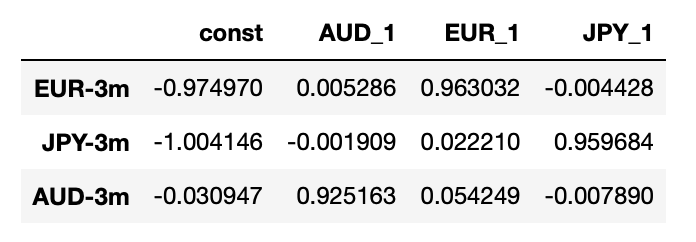 const AUD_1 EUR_1 JPY_1
EUR-3m -0.974970 0.005286 0.963032 -0.004428
JPY-3m -1.004146 -0.001909 0.022210 0.959684
AUD-3m -0.030947 0.925163 0.054249 -0.007890